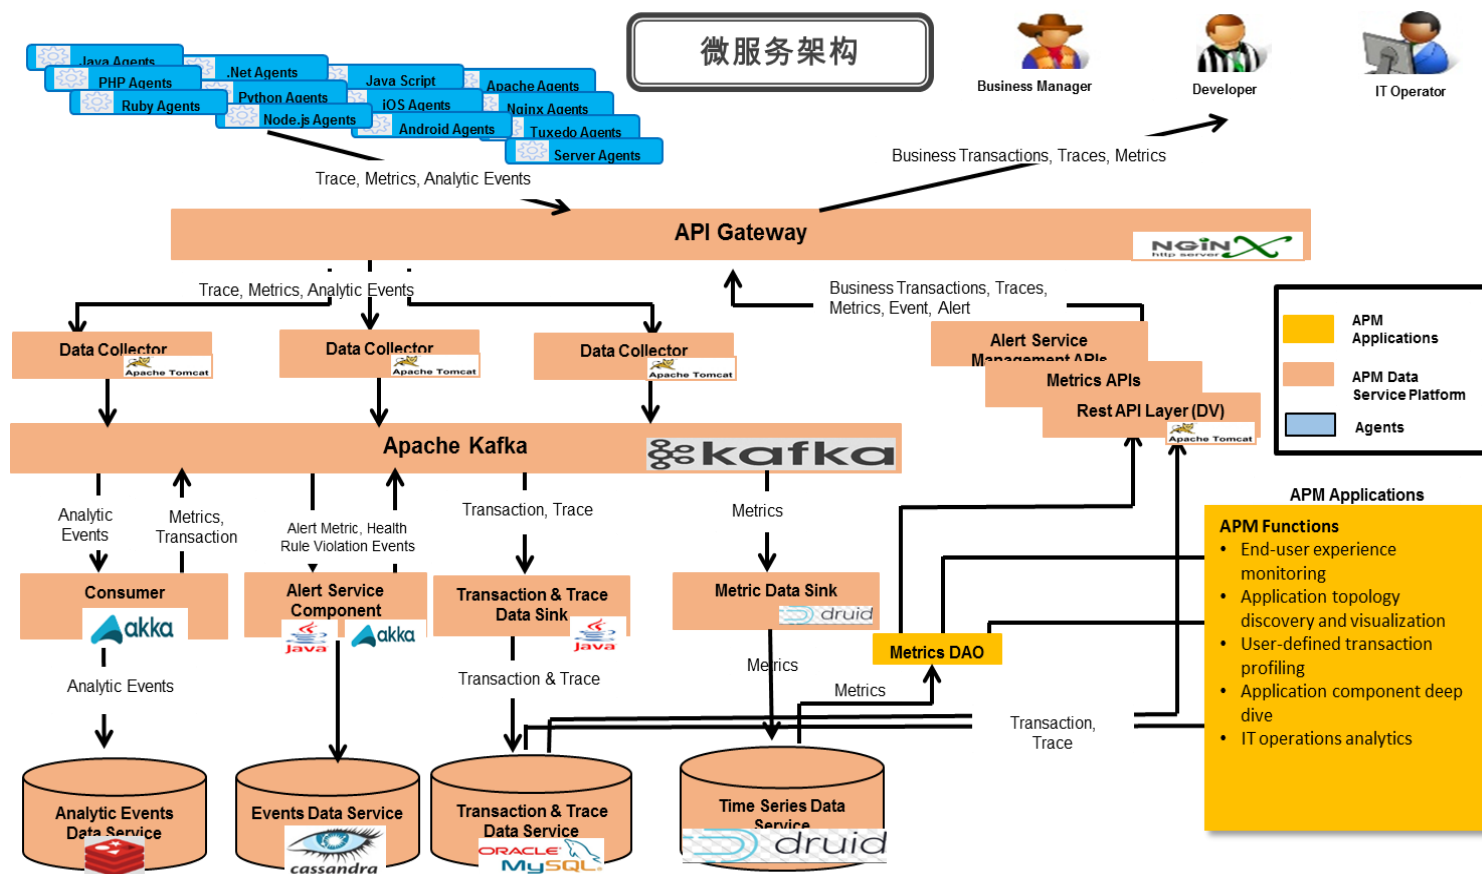 微服务架构
Java Agents
.Net Agents
Java Script
Apache Agents
PHP Agents
Python Agents
iOS Agents
Nginx Agents
Ruby Agents
Node.js Agents
Android Agents
Tuxedo Agents
Server Agents
Business Manager
Developer
IT Operator
Trace, Metrics, Analytic Events
Business Transactions, Traces, Metrics
API Gateway
NGiNX
http server
Trace, Metrics, Analytic Events
Business Transactions, Traces,
Metrics, Event, Alert
Data Collector
Apache Tomcat
Data Collector
Apache Tomcat
Data Collector
Apache Tomcat
Alert Service
Management APIs
Metrics APIs
Rest API Layer (DV)
Apache Tomcat
APM
Applications
APM Data
Service Platform
Agents
Apache Kafka
kafka
Analytic
Events
Metrics,
Transaction
Alert Metric, Health
Rule Violation Events
Transaction, Trace
Metrics
Consumer
akka
Alert Service
Component
Java
akka
Transaction & Trace
Data Sink
Java
Metric Data Sink
druid
Metrics DAO
Analytic Events
Transaction & Trace
Metrics
Metrics
Transaction,
Trace
APM Applications
APM Functions
• End-user experience
monitoring
• Application topology
discovery and visualization
• User-defined transaction
profiling
• Application component deep
dive
• IT operations analytics
Analytic Events
Data Service
Events Data Service
cassandra
Transaction & Trace
Data Service
ORACLE
MySQL
Time Series Data
Service
druid